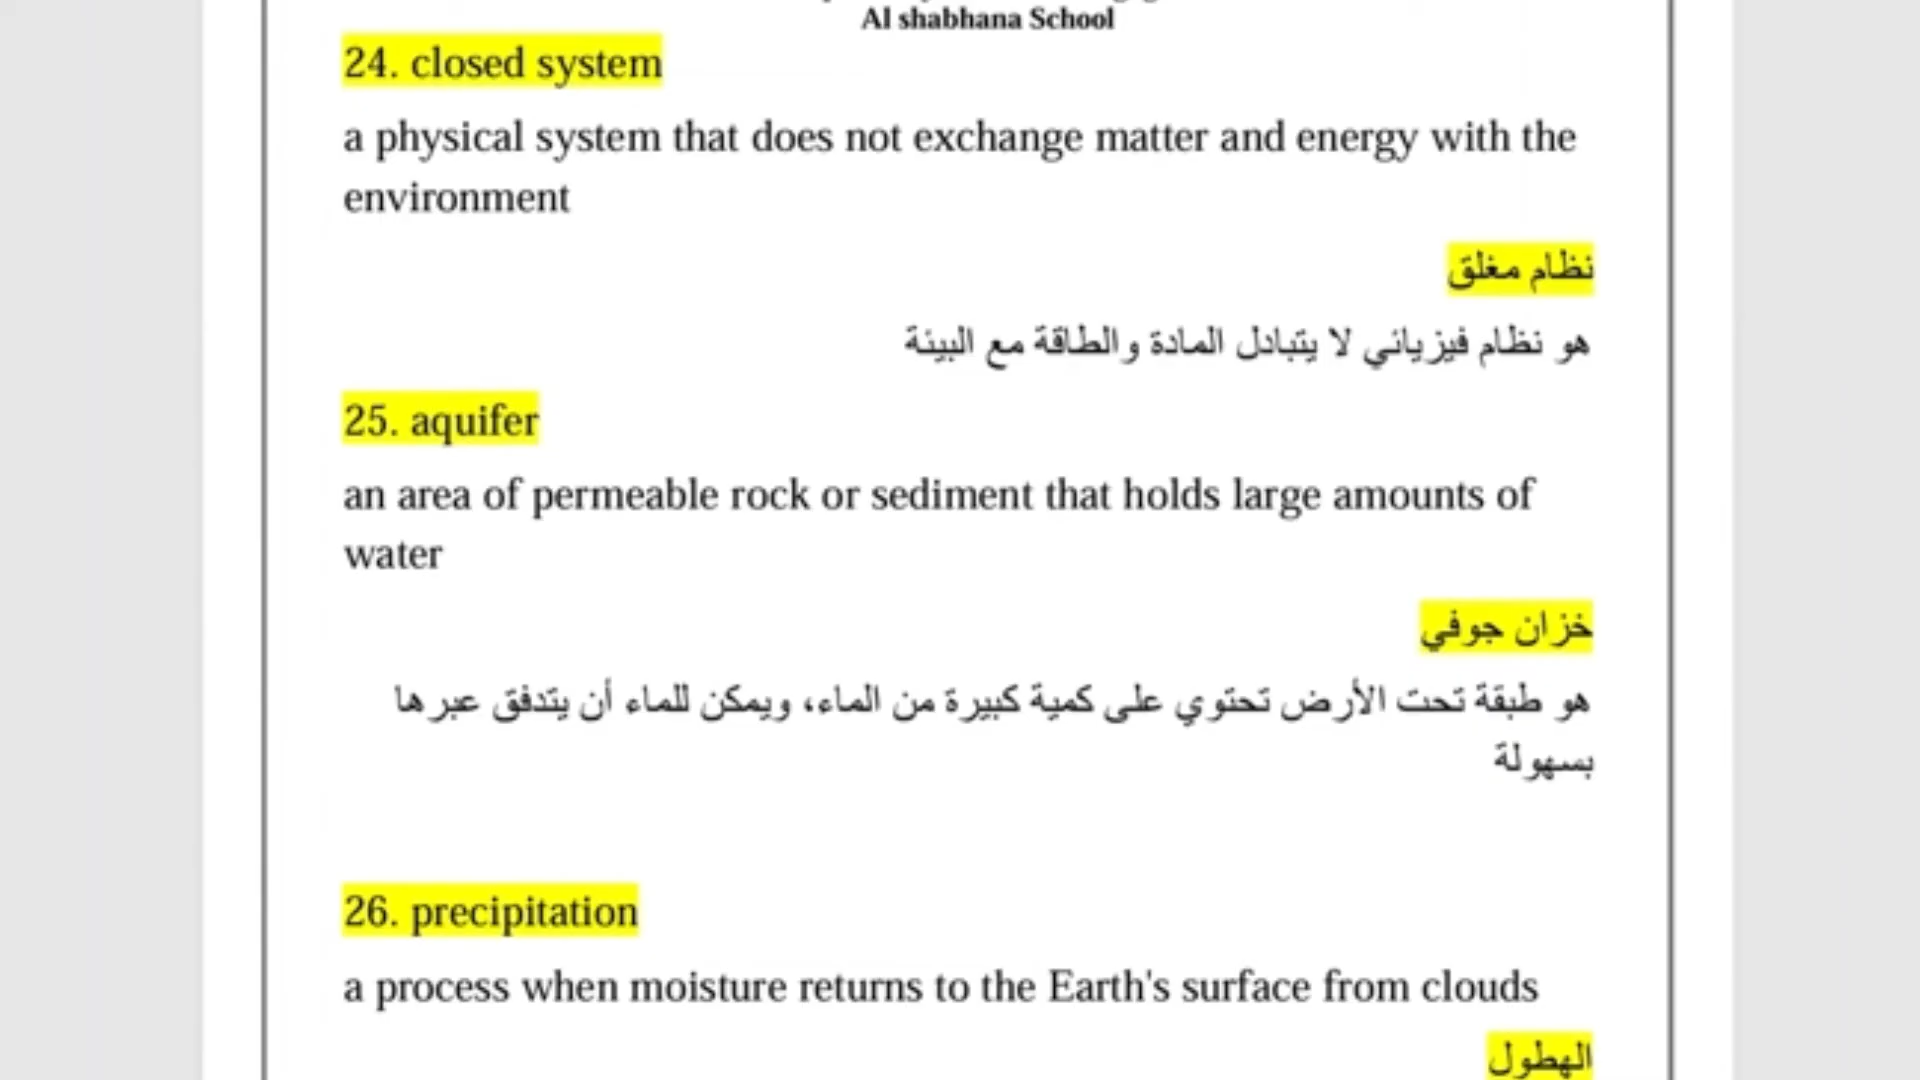 Al shabhana School
24. closed system
a physical system that does not exchange matter and energy with the
environment
نظام مغلق
هو نظام فيزيائي لا يتبادل المادة والطاقة مع البيئة
25. aquifer
an area of permeable rock or sediment that holds large amounts of
water
خزان جوفي
هو طبقة تحت الأرض تحتوي على كمية كبيرة من الماء، ويمكن للماء أن يتدفق عبرها
بسهولة
26. precipitation
a process when moisture returns to the Earth's surface from clouds
الهطول